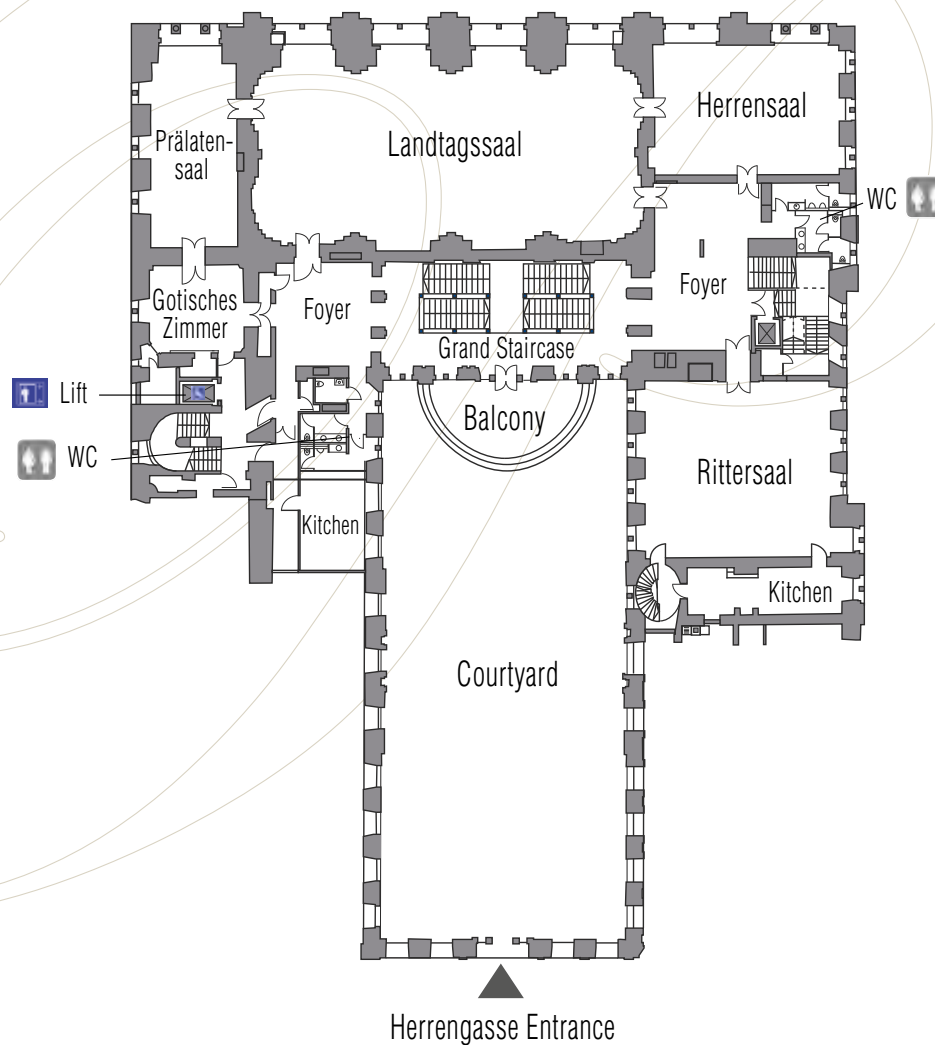 Herrensaal
Landtagssaal
Prälaten-
saal
WC
Foyer
Gotisches
Zimmer
Foyer
Grand Staircase
Lift
Balcony
WC
Rittersaal
Kitchen
Kitchen
Courtyard
Herrengasse Entrance